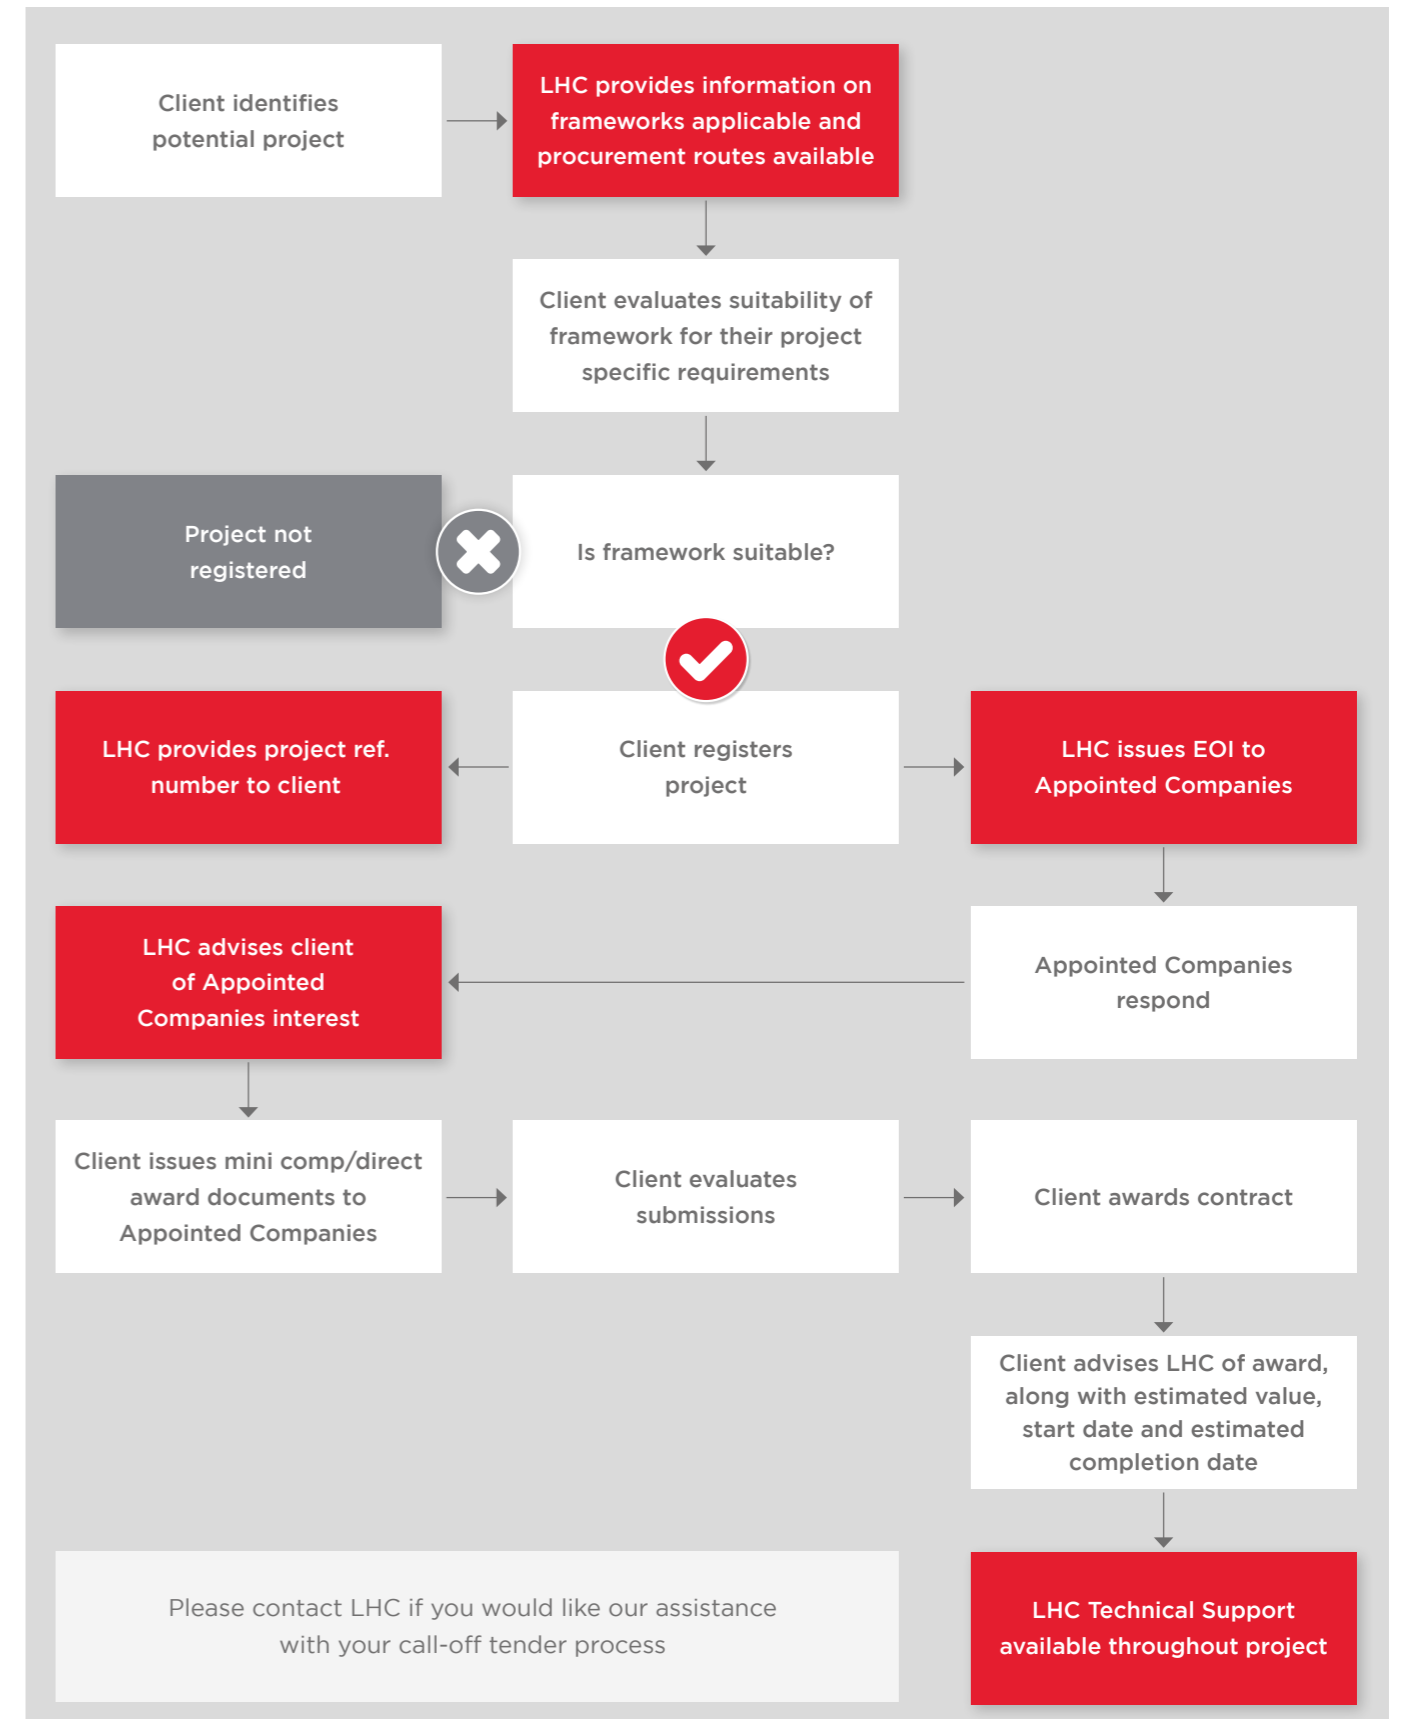 Client identifies
potential project
LHC provides information on
frameworks applicable and
procurement routes available
Client evaluates suitability of
framework for their project
specific requirements
Project not
registered
Is framework suitable?
LHC provides project ref.
number to client
Client registers
project
LHC issues EOI to
Appointed Companies
LHC advises client
of Appointed
Companies interest
Appointed Companies
respond
Client issues mini comp/direct
award documents to
Appointed Companies
Client evaluates
submissions
Client awards contract
Client advises LHC of award,
along with estimated value,
start date and estimated
completion date
Please contact LHC if you would like our assistance
with your call-off tender process
LHC Technical Support
available throughout project